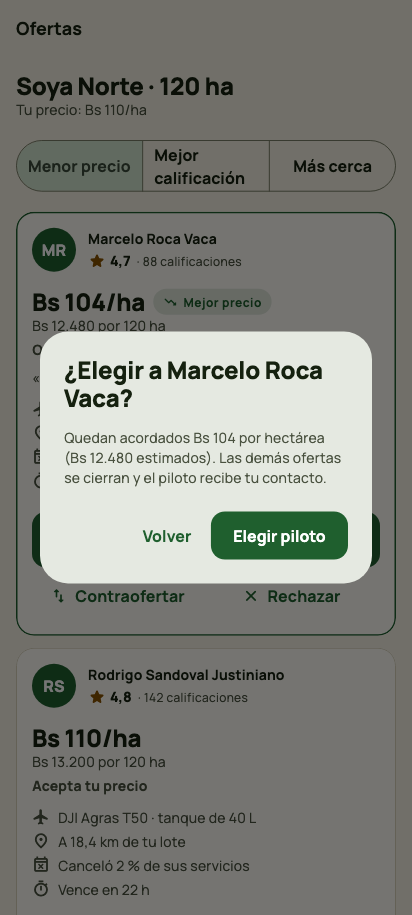 Ofertas
Soya Norte · 120 ha
Tu precio: Bs 110/ha
Menor precio
Mejor
calificación
Más cerca
MR
Marcelo Roca Vaca
4,7 · 88 calificaciones
Bs 104/ha
Mejor precio
Bs 12.480 por 120 ha
¿Elegir a Marcelo Roca
Vaca?
Quedan acordados Bs 104 por hectárea
(Bs 12.480 estimados). Las demás ofertas
se cierran y el piloto recibe tu contacto.
Volver
Elegir piloto
Contraofertar
Rechazar
RS
Rodrigo Sandoval Justiniano
4,8 · 142 calificaciones
Bs 110/ha
Bs 13.200 por 120 ha
Acepta tu precio
DJI Agras T50 · tanque de 40 L
A 18,4 km de tu lote
Canceló 2 % de sus servicios
Vence en 22 h